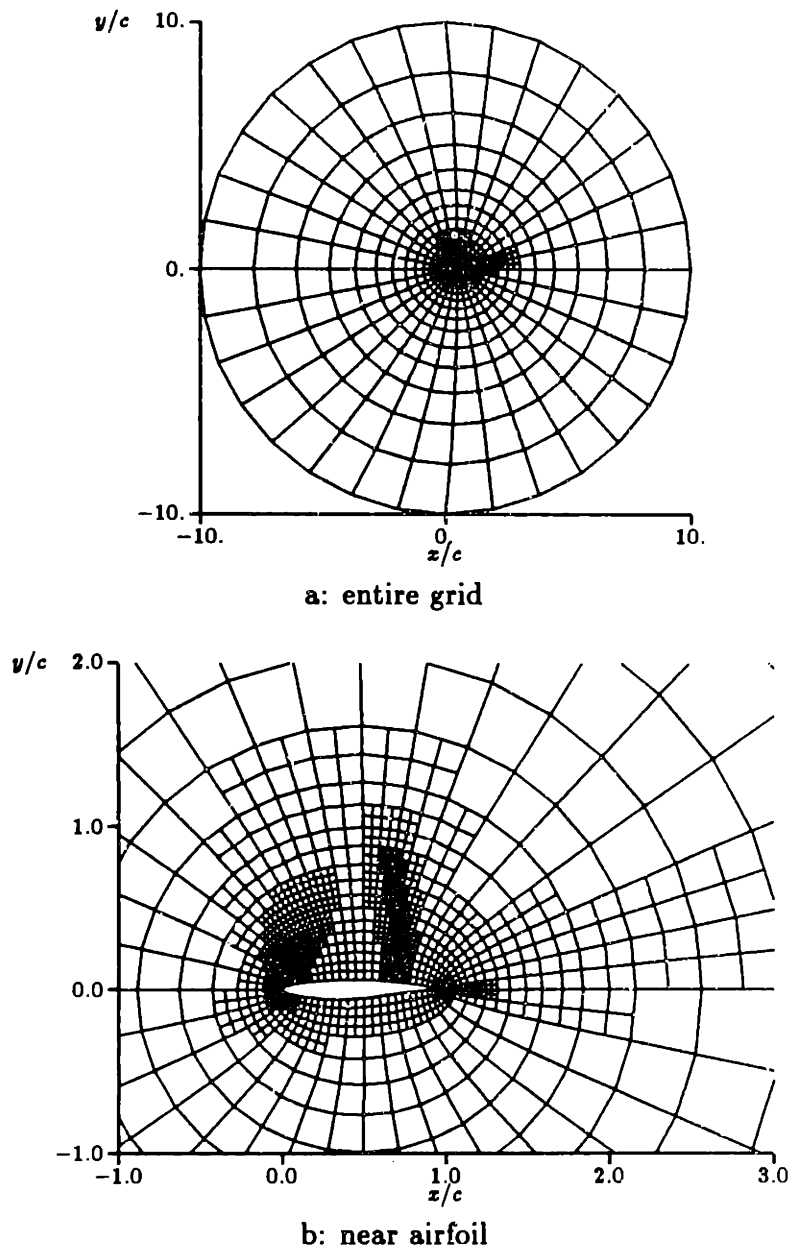 y/c 10.
0.
−10.
−10. 0. 10.
x/c
a: entire grid
y/c 2.0
1.0
0.0
−1.0
−1.0 0.0 1.0 2.0 3.0
x/c
b: near airfoil